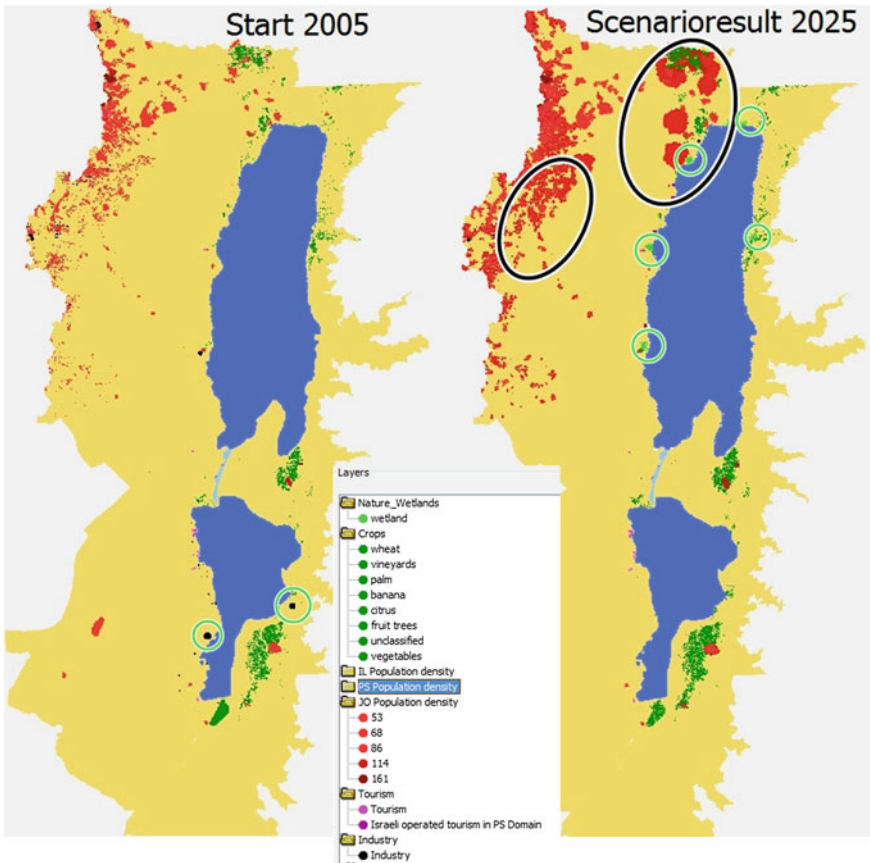 Start 2005
Scenarioresult 2025
Layers
Nature_Wetlands
wetland
Crops
wheat
vineyards
palm
banana
citrus
fruit trees
unclassified
vegetables
IL Population density
PS Population density
JO Population density
53
68
86
114
161
Tourism
Tourism
Israeli operated tourism in PS Domain
Industry
Industry